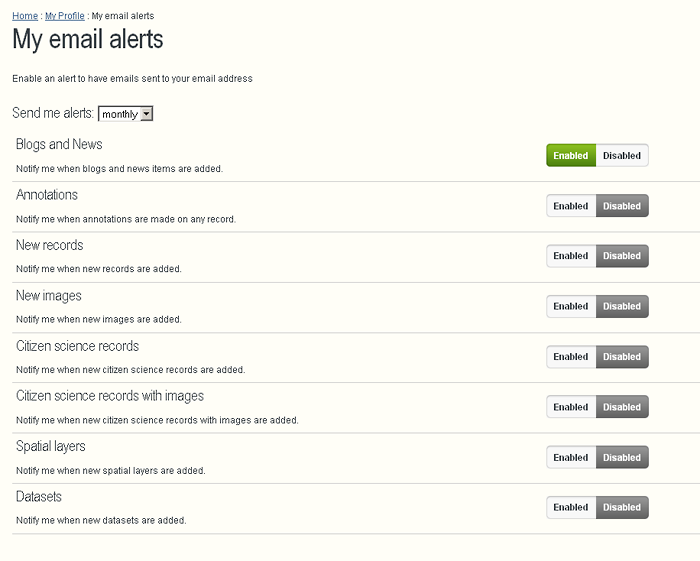 Home : My Profile : My email alerts
My email alerts
Enable an alert to have emails sent to your email address
Send me alerts: monthly
Blogs and News
Enabled Disabled
Notify me when blogs and news items are added.
Annotations
Enabled Disabled
Notify me when annotations are made on any record.
New records
Enabled Disabled
Notify me when new records are added.
New images
Enabled Disabled
Notify me when new images are added.
Citizen science records
Enabled Disabled
Notify me when new citizen science records are added.
Citizen science records with images
Enabled Disabled
Notify me when new citizen science records with images are added.
Spatial layers
Enabled Disabled
Notify me when new spatial layers are added.
Datasets
Enabled Disabled
Notify me when new datasets are added.